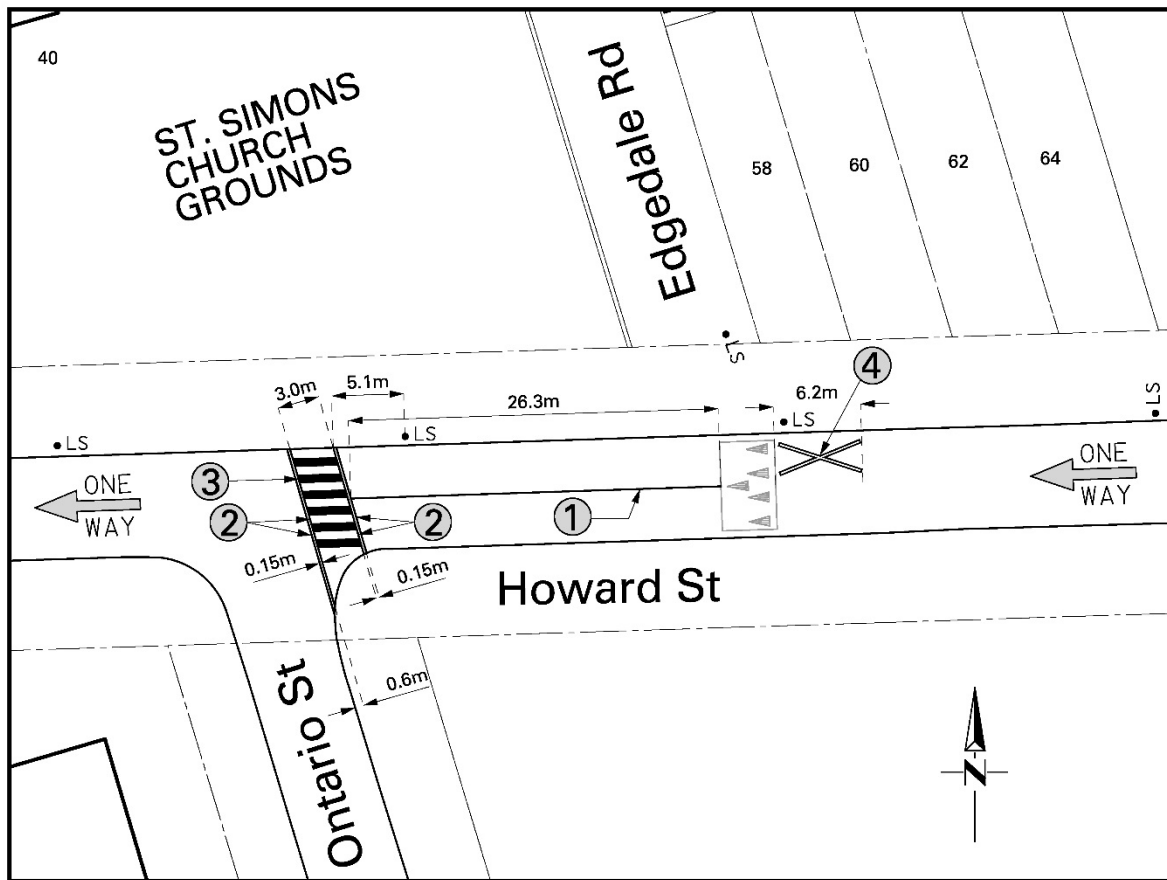 40
ST. SIMONS
CHURCH
GROUNDS
Edgedale Rd
58
60
62
64
LS
4
3.0m
5.1m
26.3m
6.2m
LS
LS
LS
LS
3
ONE
WAY
2
2
1
ONE
WAY
0.15m
0.15m
Howard St
Ontario St
0.6m
N